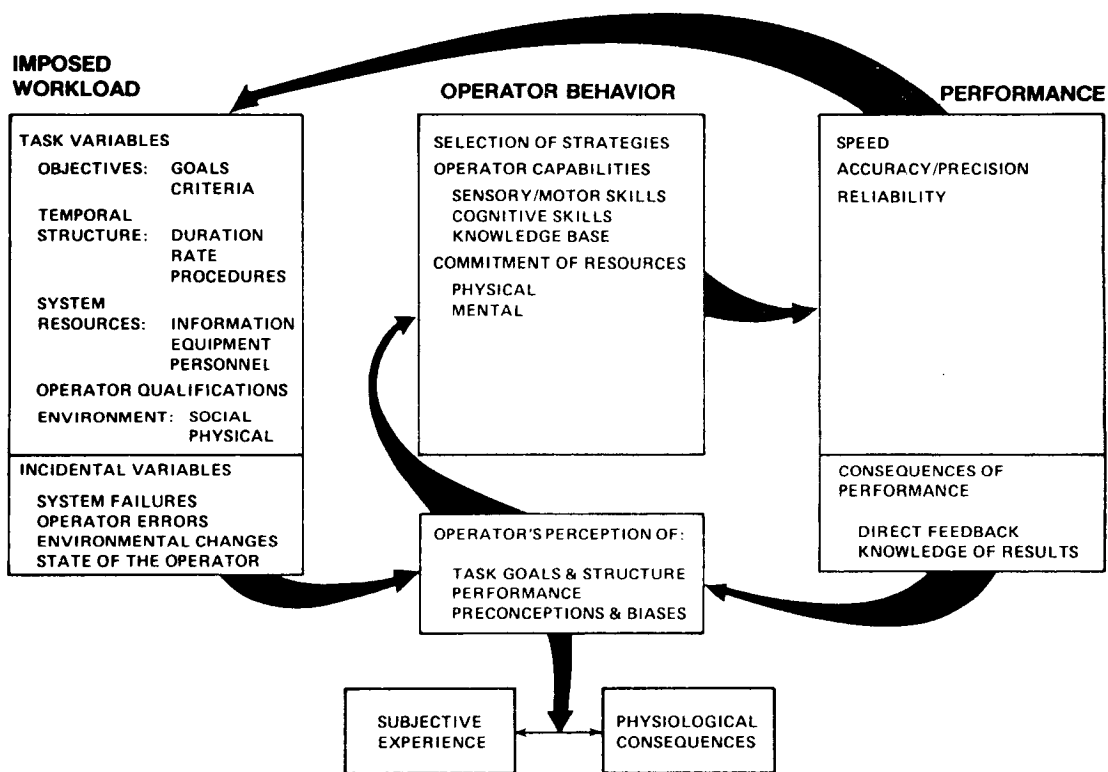 IMPOSED
WORKLOAD
TASK VARIABLES
OBJECTIVES: GOALS
CRITERIA
TEMPORAL
STRUCTURE: DURATION
RATE
PROCEDURES
SYSTEM
RESOURCES: INFORMATION
EQUIPMENT
PERSONNEL
OPERATOR QUALIFICATIONS
ENVIRONMENT: SOCIAL
PHYSICAL
INCIDENTAL VARIABLES
SYSTEM FAILURES
OPERATOR ERRORS
ENVIRONMENTAL CHANGES
STATE OF THE OPERATOR
OPERATOR BEHAVIOR
SELECTION OF STRATEGIES
OPERATOR CAPABILITIES
SENSORY/MOTOR SKILLS
COGNITIVE SKILLS
KNOWLEDGE BASE
COMMITMENT OF RESOURCES
PHYSICAL
MENTAL
OPERATOR'S PERCEPTION OF:
TASK GOALS & STRUCTURE
PERFORMANCE
PRECONCEPTIONS & BIASES
PERFORMANCE
SPEED
ACCURACY/PRECISION
RELIABILITY
CONSEQUENCES OF
PERFORMANCE
DIRECT FEEDBACK
KNOWLEDGE OF RESULTS
SUBJECTIVE
EXPERIENCE
PHYSIOLOGICAL
CONSEQUENCES